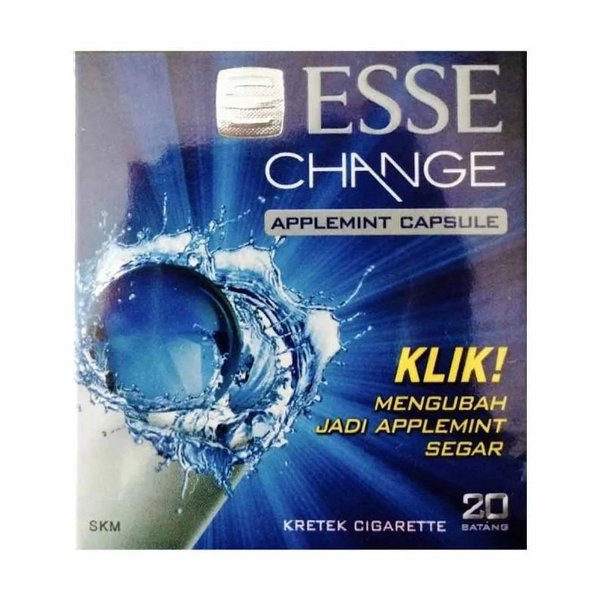 ESSE
CHANGE
APPLEMINT CAPSULE
KLIK!
MENGUBAH
JADI APPLEMINT
SEGAR
SKM
KRETEK CIGARETTE
20
BATANG